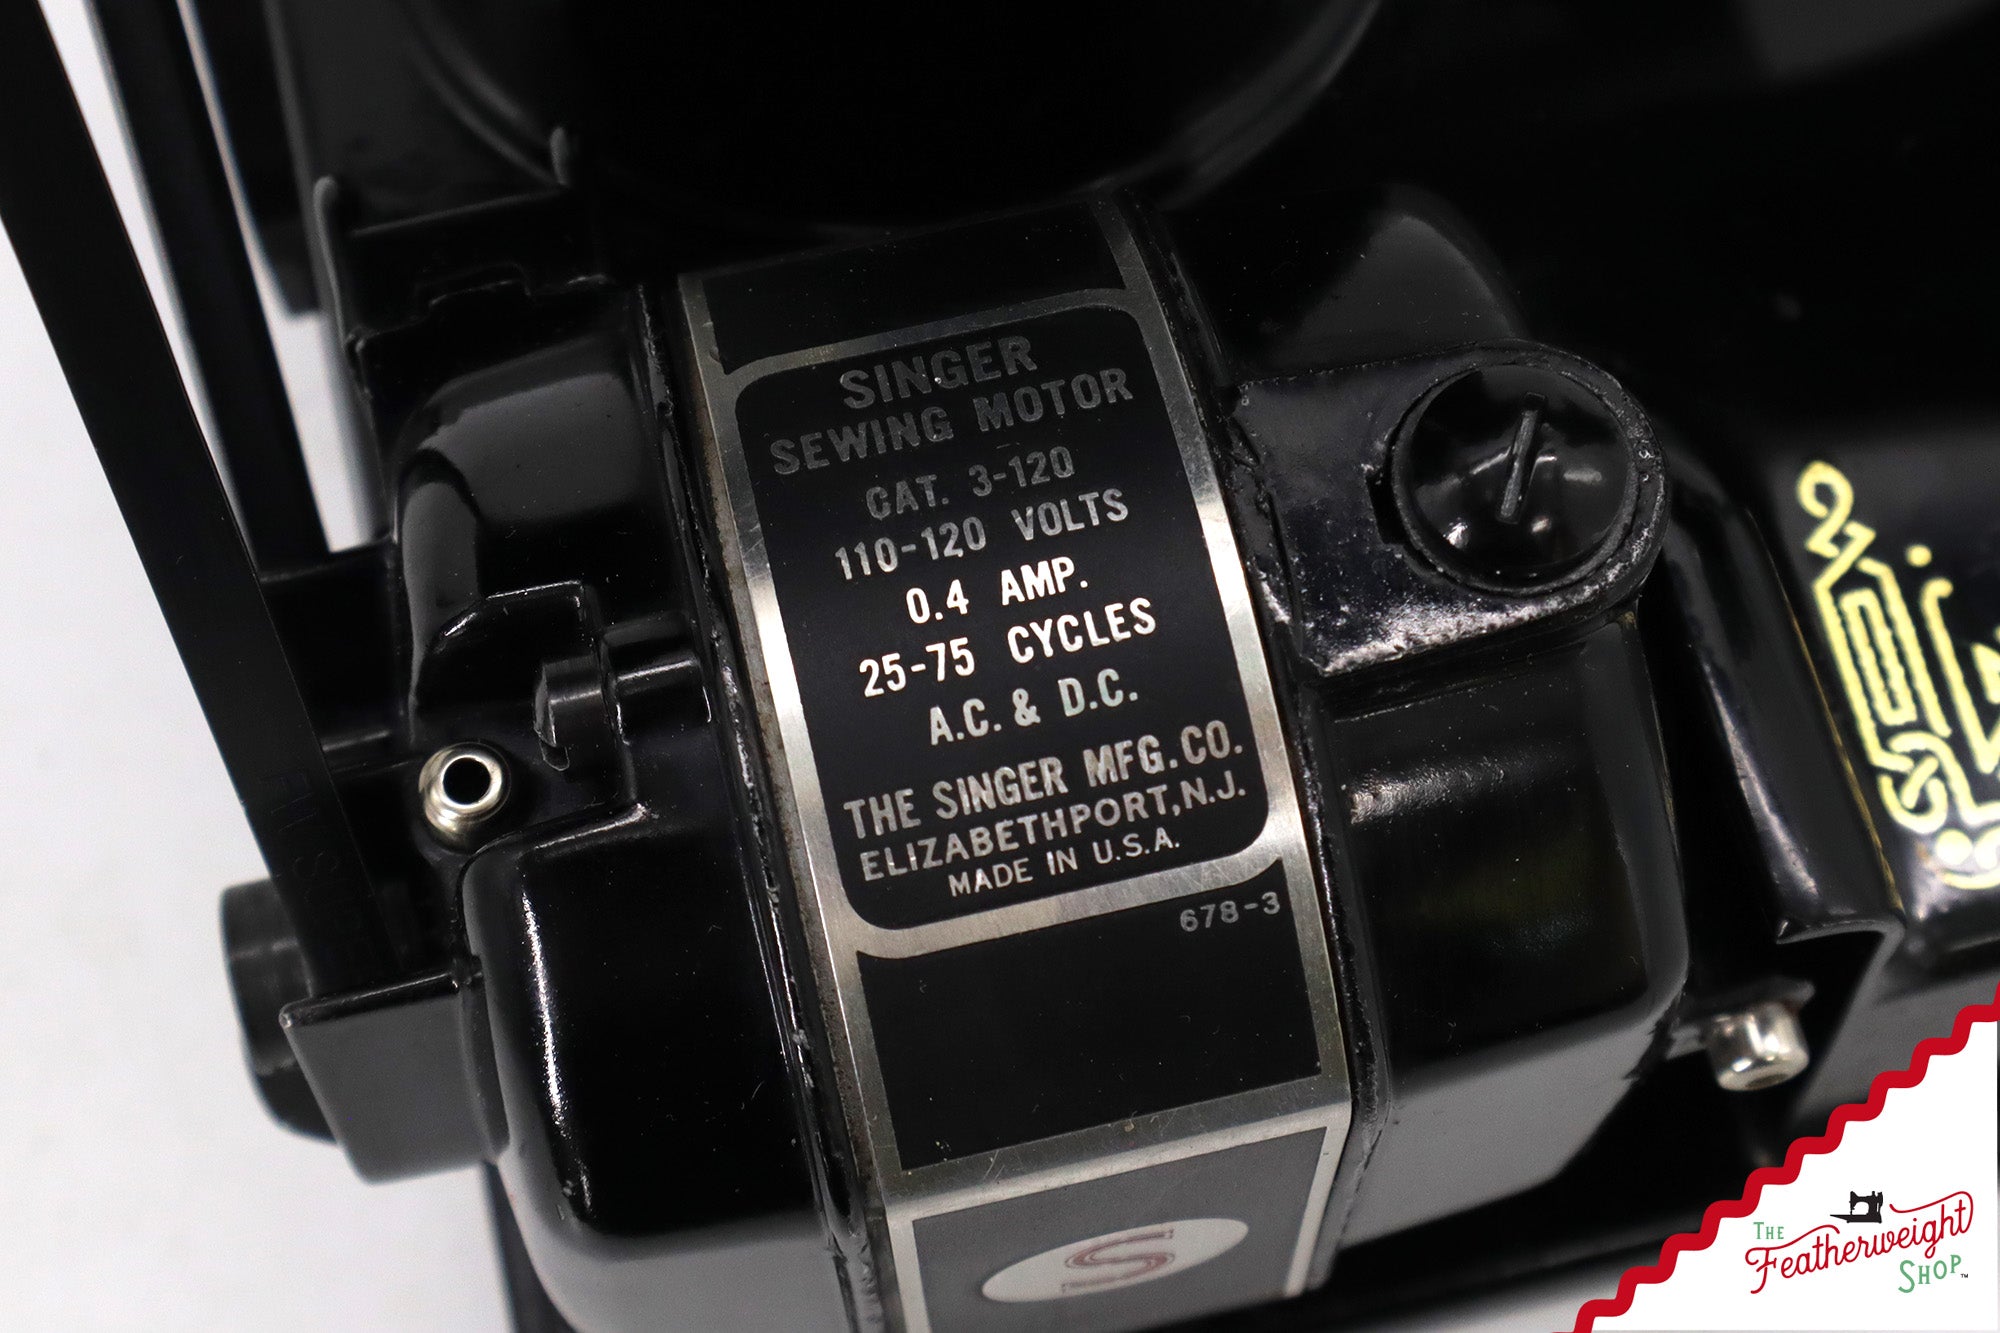 SINGER
SEWING MOTOR
CAT. 3-120
110-120 VOLTS
0.4 AMP.
25-75 CYCLES
A.C. & D.C.
THE SINGER MFG. CO.
ELIZABETHPORT, N.J.
MADE IN U.S.A.
678-3
S
THE
Featherweight
SHOP™